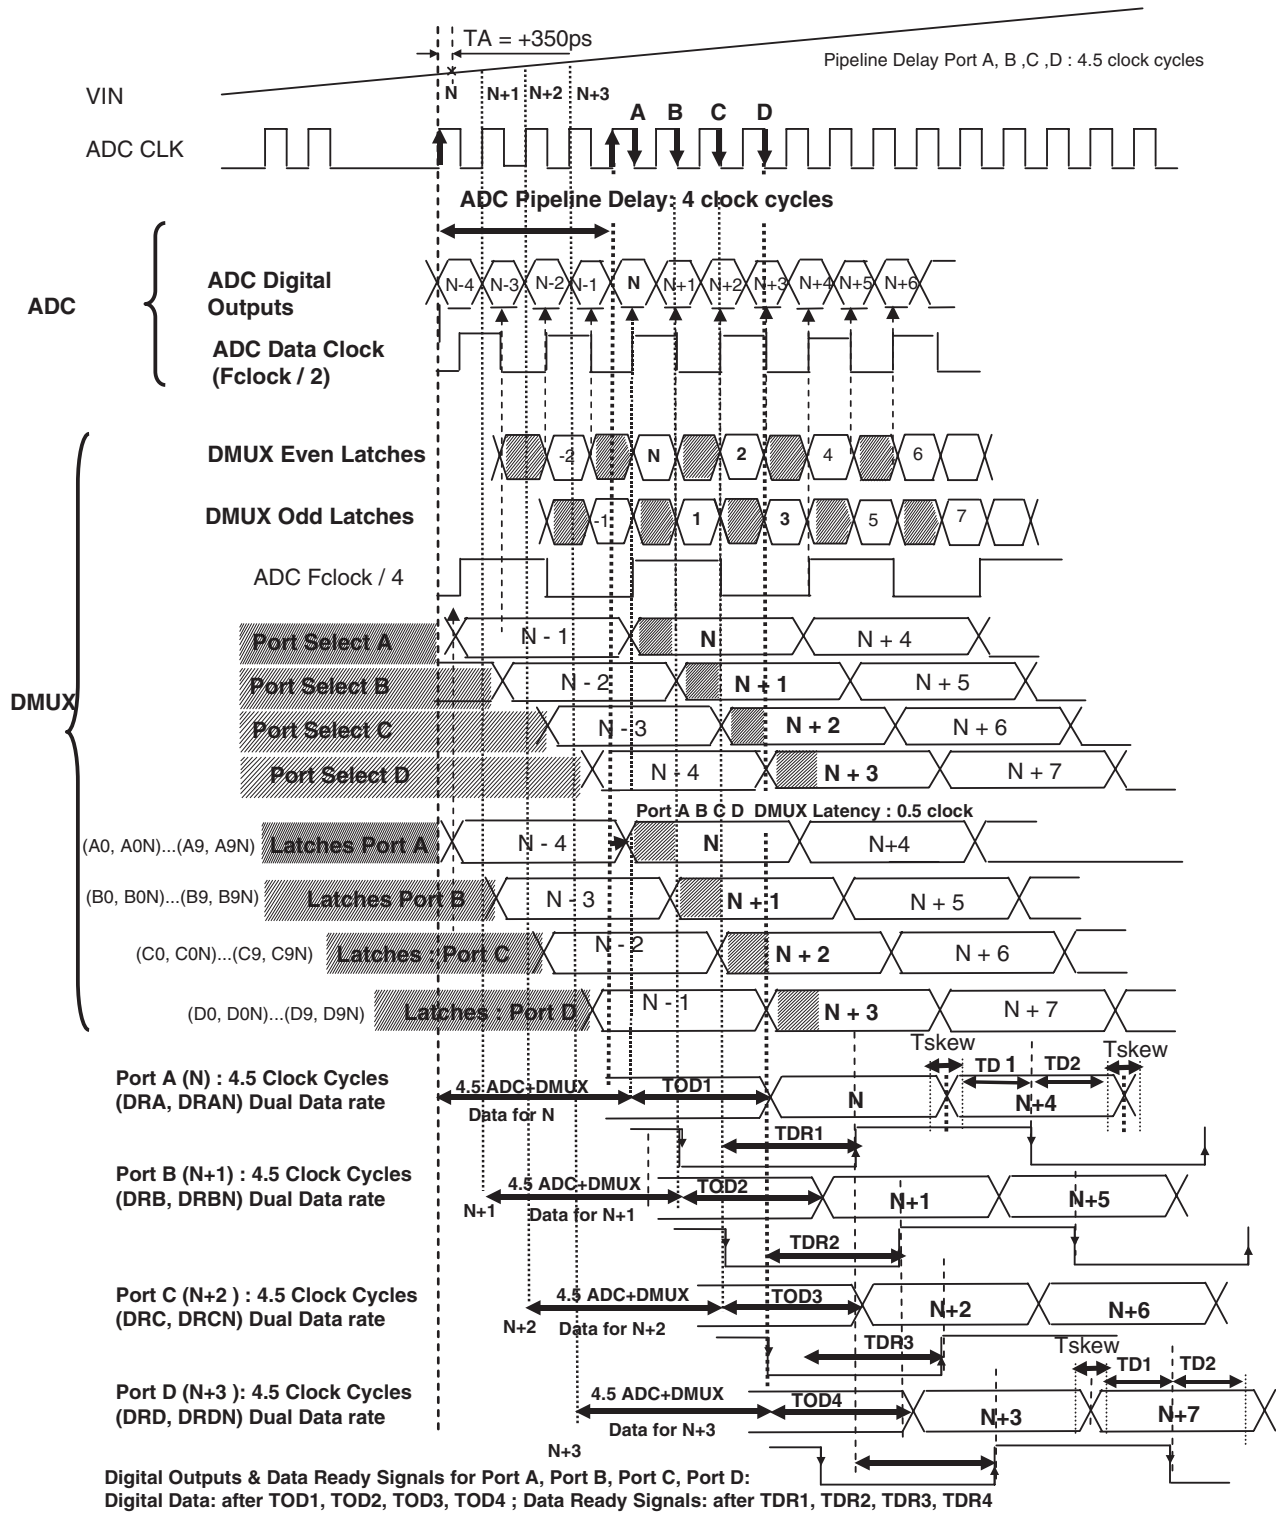 TA = +350ps
Pipeline Delay Port A, B ,C ,D : 4.5 clock cycles
VIN
N N+1 N+2 N+3
A B C D
ADC CLK
ADC Pipeline Delay: 4 clock cycles
ADC
ADC Digital
Outputs
N-4 N-3 N-2 N-1 N N+1 N+2 N+3 N+4 N+5 N+6
ADC Data Clock
(Fclock / 2)
DMUX
DMUX Even Latches
-2 N 2 4 6
DMUX Odd Latches
-1 1 3 5 7
ADC Fclock / 4
Port Select A N - 1 N N + 4
Port Select B N - 2 N + 1 N + 5
Port Select C N - 3 N + 2 N + 6
Port Select D N - 4 N + 3 N + 7
Port A B C D DMUX Latency : 0.5 clock
(A0, A0N)...(A9, A9N) Latches Port A N - 4 N N+4
(B0, B0N)...(B9, B9N) Latches Port B N - 3 N + 1 N + 5
(C0, C0N)...(C9, C9N) Latches : Port C N - 2 N + 2 N + 6
(D0, D0N)...(D9, D9N) Latches : Port D N - 1 N + 3 N + 7
Tskew TD 1 TD2 Tskew
Port A (N) : 4.5 Clock Cycles
(DRA, DRAN) Dual Data rate
4.5 ADC+DMUX TOD1
Data for N
N N+4
TDR1
Port B (N+1) : 4.5 Clock Cycles
(DRB, DRBN) Dual Data rate
4.5 ADC+DMUX TOD2
N+1 Data for N+1
N+1 N+5
TDR2
Port C (N+2 ) : 4.5 Clock Cycles
(DRC, DRCN) Dual Data rate
4.5 ADC+DMUX TOD3
N+2 Data for N+2
N+2 N+6
TDR3
Tskew TD1 TD2
Port D (N+3 ): 4.5 Clock Cycles
(DRD, DRDN) Dual Data rate
4.5 ADC+DMUX TOD4
Data for N+3
N+3 N+7
N+3
Digital Outputs & Data Ready Signals for Port A, Port B, Port C, Port D:
Digital Data: after TOD1, TOD2, TOD3, TOD4 ; Data Ready Signals: after TDR1, TDR2, TDR3, TDR4